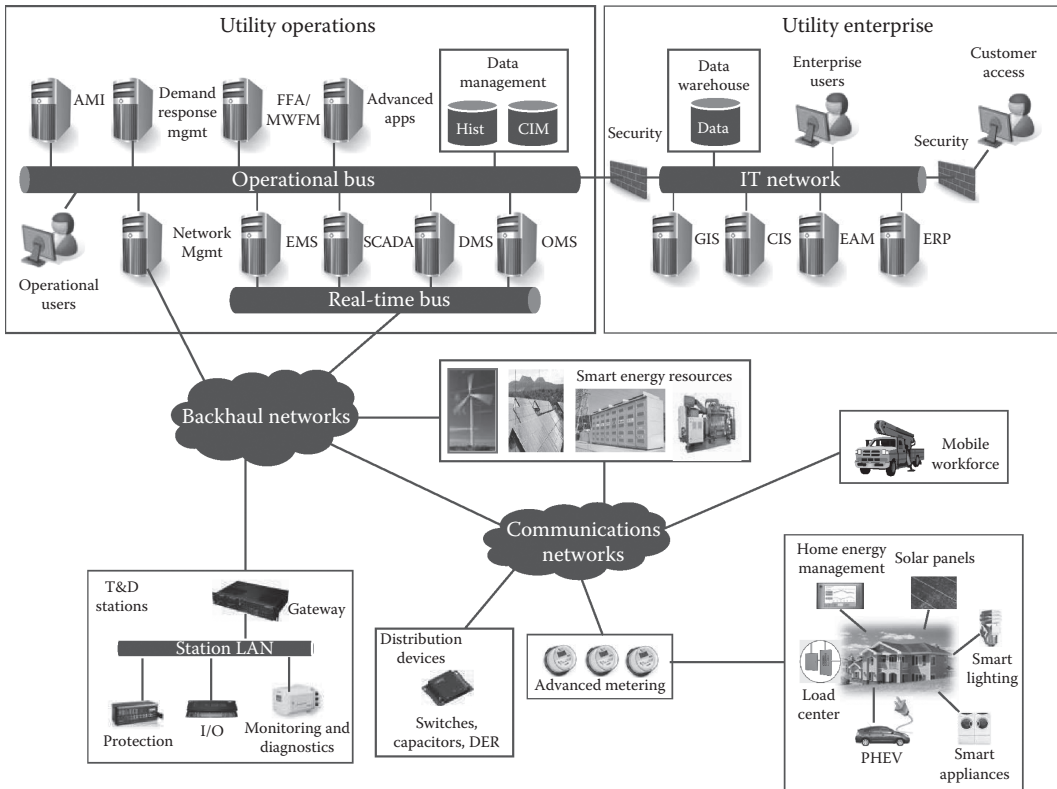 Utility operations
AMI
Demand
response
mgmt
FFA/
MWFM
Advanced
apps
Data
management
Hist
CIM
Operational bus
Operational
users
Network
Mgmt
EMS
SCADA
DMS
OMS
Real-time bus
Security
Utility enterprise
Data
warehouse
Data
Enterprise
users
Customer
access
Security
IT network
GIS
CIS
EAM
ERP
Backhaul networks
Smart energy resources
Mobile
workforce
Communications
networks
T&D
stations
Gateway
Station LAN
Protection
I/O
Monitoring and
diagnostics
Distribution
devices
Switches,
capacitors, DER
Advanced metering
Home energy
management
Solar panels
Smart
lighting
Load
center
PHEV
Smart
appliances